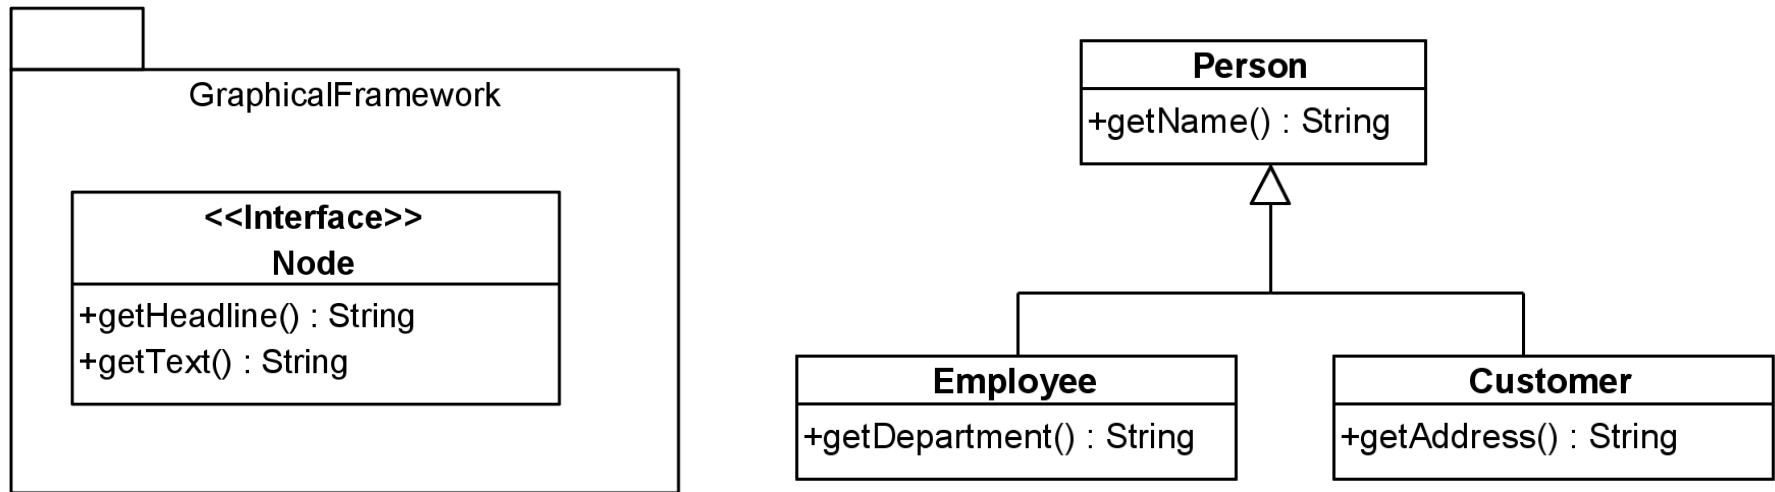 GraphicalFramework
<<Interface>>
Node
+getHeadline() : String
+getText() : String
Person
+getName() : String
Employee
+getDepartment() : String
Customer
+getAddress() : String